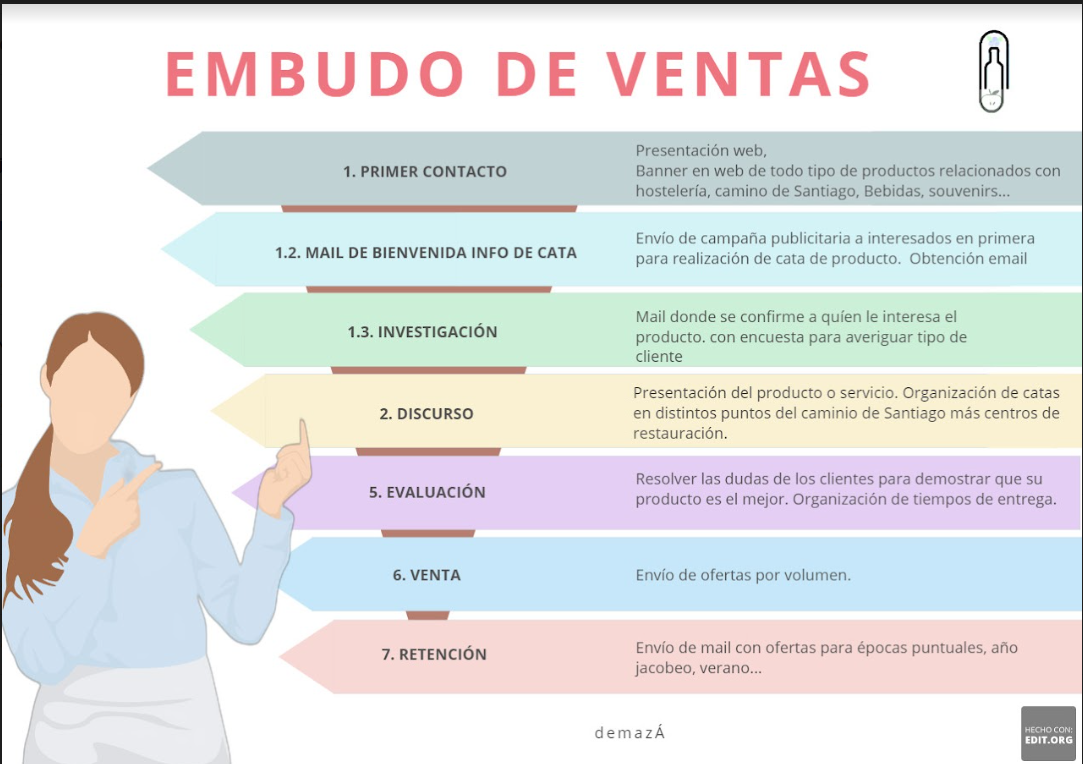 EMBUDO DE VENTAS
1. PRIMER CONTACTO
Presentación web,
Banner en web de todo tipo de productos relacionados con
hostelería, camino de Santiago, Bebidas, souvenirs...
1.2. MAIL DE BIENVENIDA INFO DE CATA
Envío de campaña publicitaria a interesados en primera
para realización de cata de producto. Obtención email
1.3. INVESTIGACIÓN
Mail donde se confirme a quíen le interesa el
producto. con encuesta para averiguar tipo de
cliente
2. DISCURSO
Presentación del producto o servicio. Organización de catas
en distintos puntos del caminio de Santiago más centros de
restauración.
5. EVALUACIÓN
Resolver las dudas de los clientes para demostrar que su
producto es el mejor. Organización de tiempos de entrega.
6. VENTA
Envío de ofertas por volumen.
7. RETENCIÓN
Envío de mail con ofertas para épocas puntuales, año
jacobeo, verano...
demazÁ
HECHO CON:
EDIT.ORG